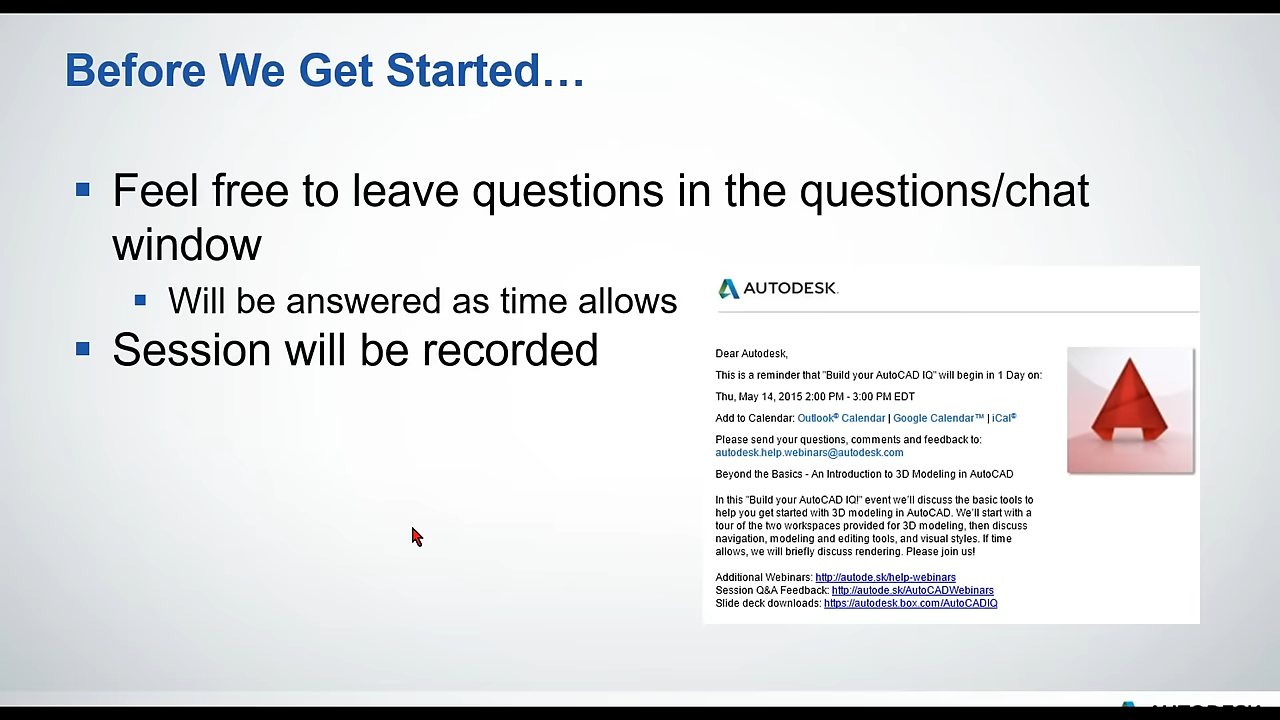 Before We Get Started…
Feel free to leave questions in the questions/chat
window
Will be answered as time allows
Session will be recorded
AUTODESK.
Dear Autodesk,
This is a reminder that "Build your AutoCAD IQ" will begin in 1 Day on:
Thu, May 14, 2015 2:00 PM - 3:00 PM EDT
Add to Calendar: Outlook® Calendar | Google Calendar™ | iCal®
Please send your questions, comments and feedback to:
autodesk.help.webinars@autodesk.com
Beyond the Basics - An Introduction to 3D Modeling in AutoCAD
In this "Build your AutoCAD IQ!" event we'll discuss the basic tools to
help you get started with 3D modeling in AutoCAD. We'll start with a
tour of the two workspaces provided for 3D modeling, then discuss
navigation, modeling and editing tools, and visual styles. If time
allows, we will briefly discuss rendering. Please join us!
Additional Webinars: http://autode.sk/help-webinars
Session Q&A Feedback: http://autode.sk/AutoCADWebinars
Slide deck downloads: https://autodesk.box.com/AutoCADIQ
AUTODESK